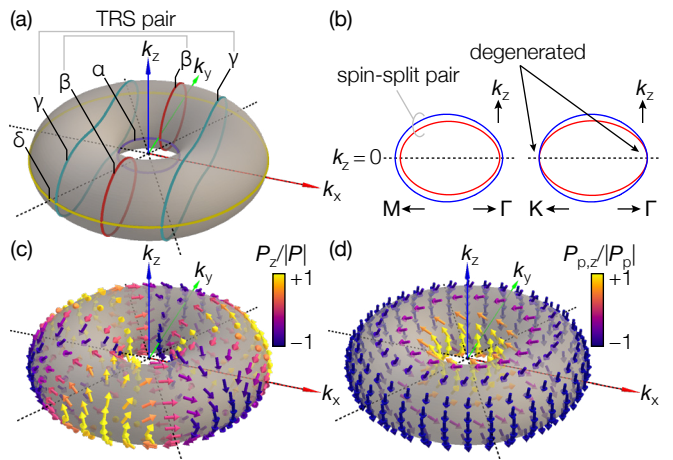 (a)
TRS pair
k_z
β
k_y
γ
α
β
γ
δ
k_x
(b)
degenerated
spin-split pair
k_z
k_z
k_z = 0
M
Γ
K
Γ
(c)
P_z/|P|
k_z
+1
k_y
−1
k_x
(d)
P_p,z/|P_p|
k_z
+1
k_y
−1
k_x